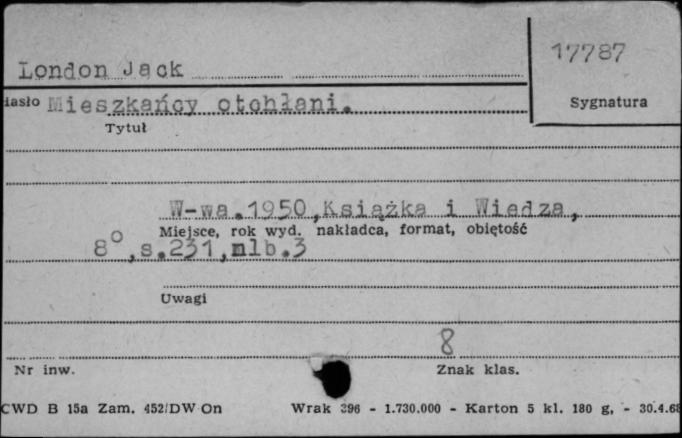 17787
London Jack
iasło Mieszkańcy otchłani.
Sygnatura
Tytuł
W-wa.1950,Książka i Wiedza,
Miejsce, rok wyd. nakładca, format, objętość
8°,s.231,nlb.3
Uwagi
8
Nr inw.
Znak klas.
CWD B 15a Zam. 452/DW On Wrak 396 - 1.730.000 - Karton 5 kl. 180 g, - 30.4.68